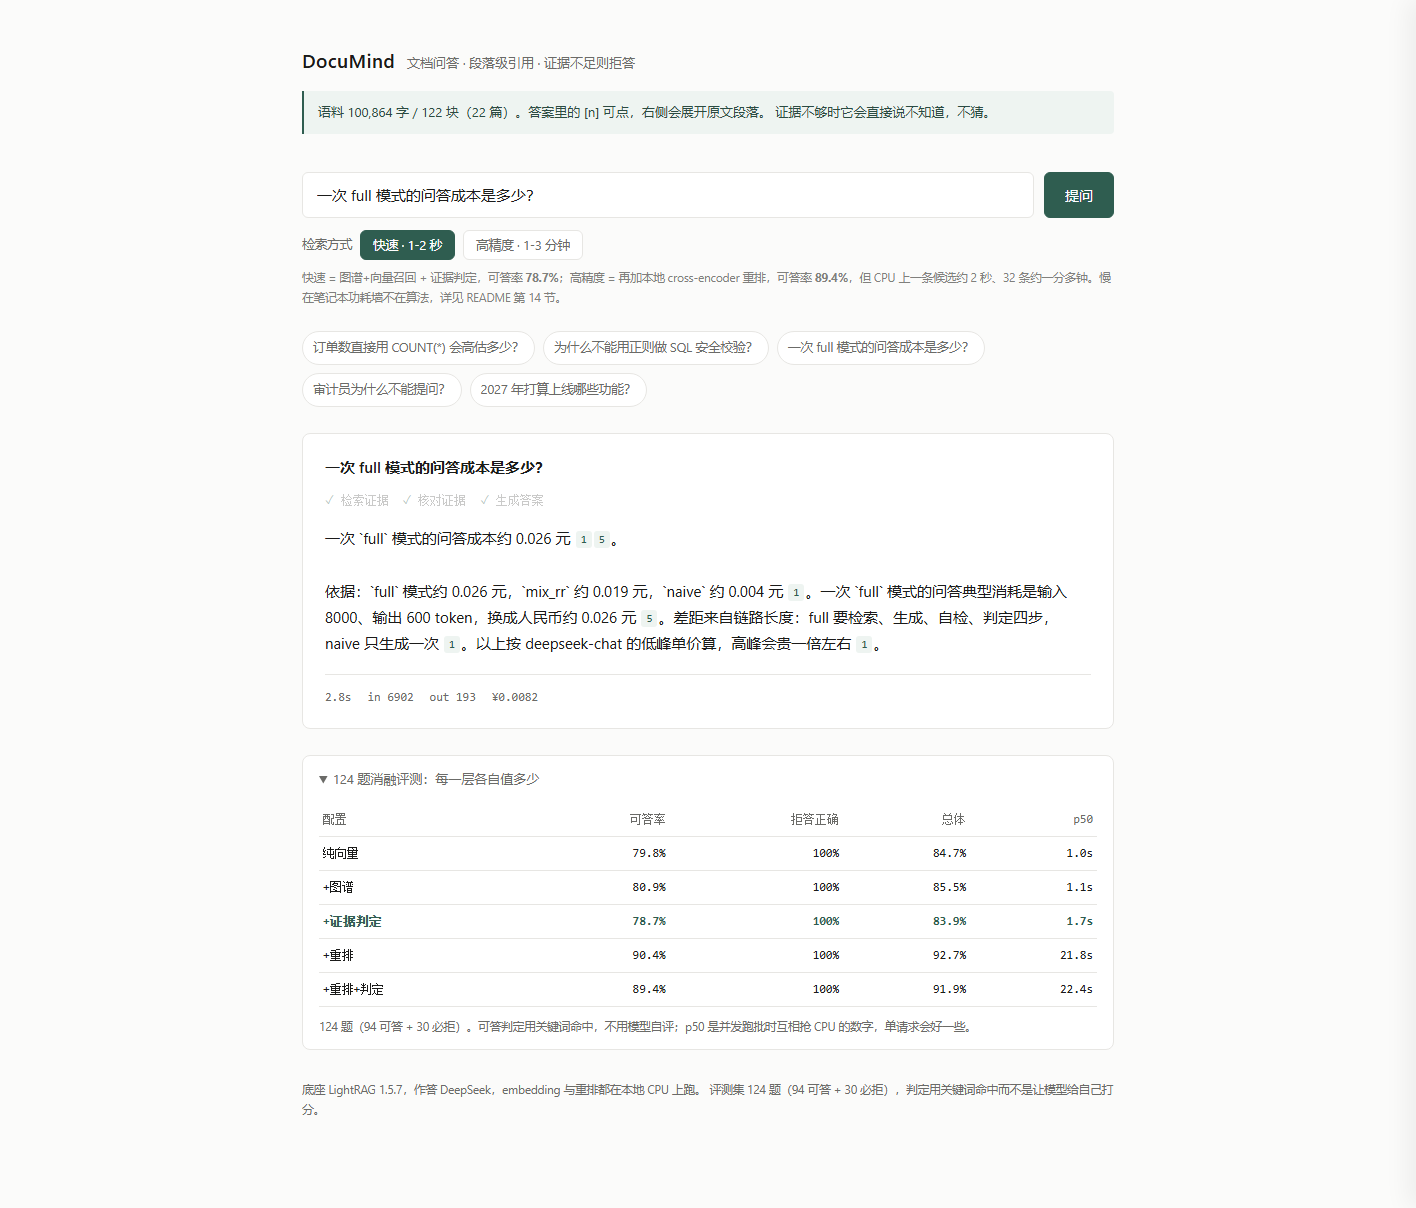 DocuMind 文档问答 · 段落级引用 · 证据不足则拒答
语料 100,864 字 / 122 块（22 篇）。答案里的 [n] 可点，右侧会展开原文段落。 证据不够时它会直接说不知道，不猜。
一次 full 模式的问答成本是多少？ 提问
检索方式 快速 · 1-2 秒 高精度 · 1-3 分钟
快速 = 图谱+向量召回 + 证据判定，可答率 78.7%；高精度 = 再加本地 cross-encoder 重排，可答率 89.4%，但 CPU 上一条候选约 2 秒、32 条约一分多钟。慢
在笔记本功耗墙不在算法，详见 README 第 14 节。
订单数直接用 COUNT(*) 会高估多少？ 为什么不能用正则做 SQL 安全校验？ 一次 full 模式的问答成本是多少？
审计员为什么不能提问？ 2027 年打算上线哪些功能？
一次 full 模式的问答成本是多少？
✓ 检索证据 ✓ 核对证据 ✓ 生成答案
一次 `full` 模式的问答成本约 0.026 元 1 5 。
依据：`full` 模式约 0.026 元，`mix_rr` 约 0.019 元，`naive` 约 0.004 元 1 。一次 `full` 模式的问答典型消耗是输入
8000、输出 600 token，换成人民币约 0.026 元 5 。差距来自链路长度：full 要检索、生成、自检、判定四步，
naive 只生成一次 1 。以上按 deepseek-chat 的低峰单价算，高峰会贵一倍左右 1 。
2.8s in 6902 out 193 ¥0.0082
▼ 124 题消融评测：每一层各自值多少
配置 可答率 拒答正确 总体 p50
纯向量 79.8% 100% 84.7% 1.0s
+图谱 80.9% 100% 85.5% 1.1s
+证据判定 78.7% 100% 83.9% 1.7s
+重排 90.4% 100% 92.7% 21.8s
+重排+判定 89.4% 100% 91.9% 22.4s
124 题（94 可答 + 30 必拒）。可答判定用关键词命中，不用模型自评；p50 是并发跑批时互相抢 CPU 的数字，单请求会好一些。
底座 LightRAG 1.5.7，作答 DeepSeek，embedding 与重排都在本地 CPU 上跑。 评测集 124 题（94 可答 + 30 必拒），判定用关键词命中而不是让模型给自己打
分。